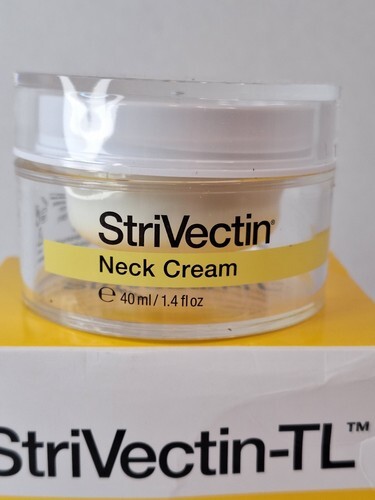 StriVectin®
Neck Cream
℮ 40 ml / 1.4 fl oz
StriVectin-TL™